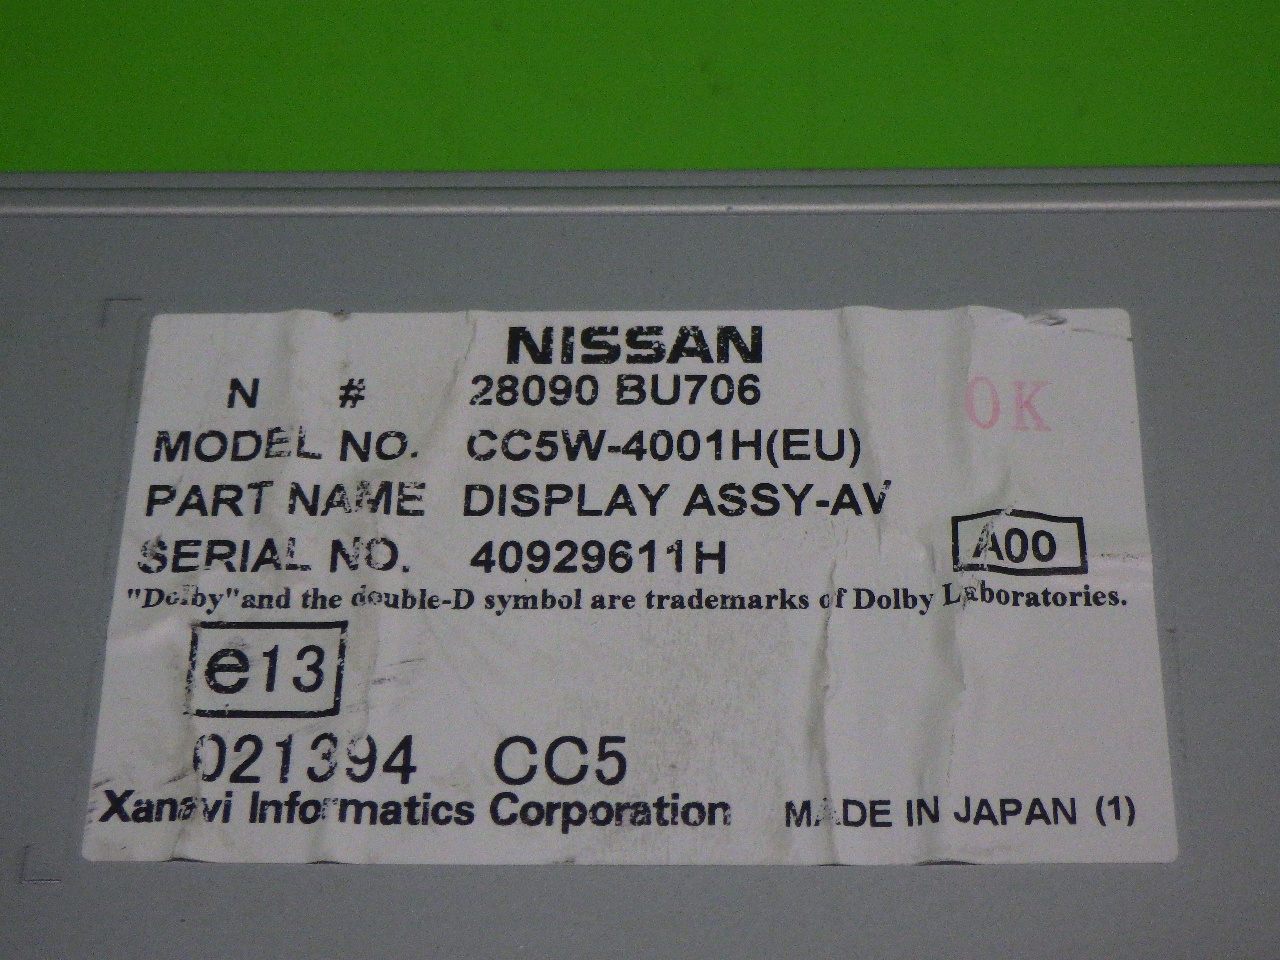 NISSAN
N # 28090 BU706
OK
MODEL NO. CC5W-4001H(EU)
PART NAME DISPLAY ASSY-AV
SERIAL NO. 40929611H
A00
"Dolby"and the double-D symbol are trademarks of Dolby Laboratories.
e13
021394 CC5
Xanavi Informatics Corporation MADE IN JAPAN (1)